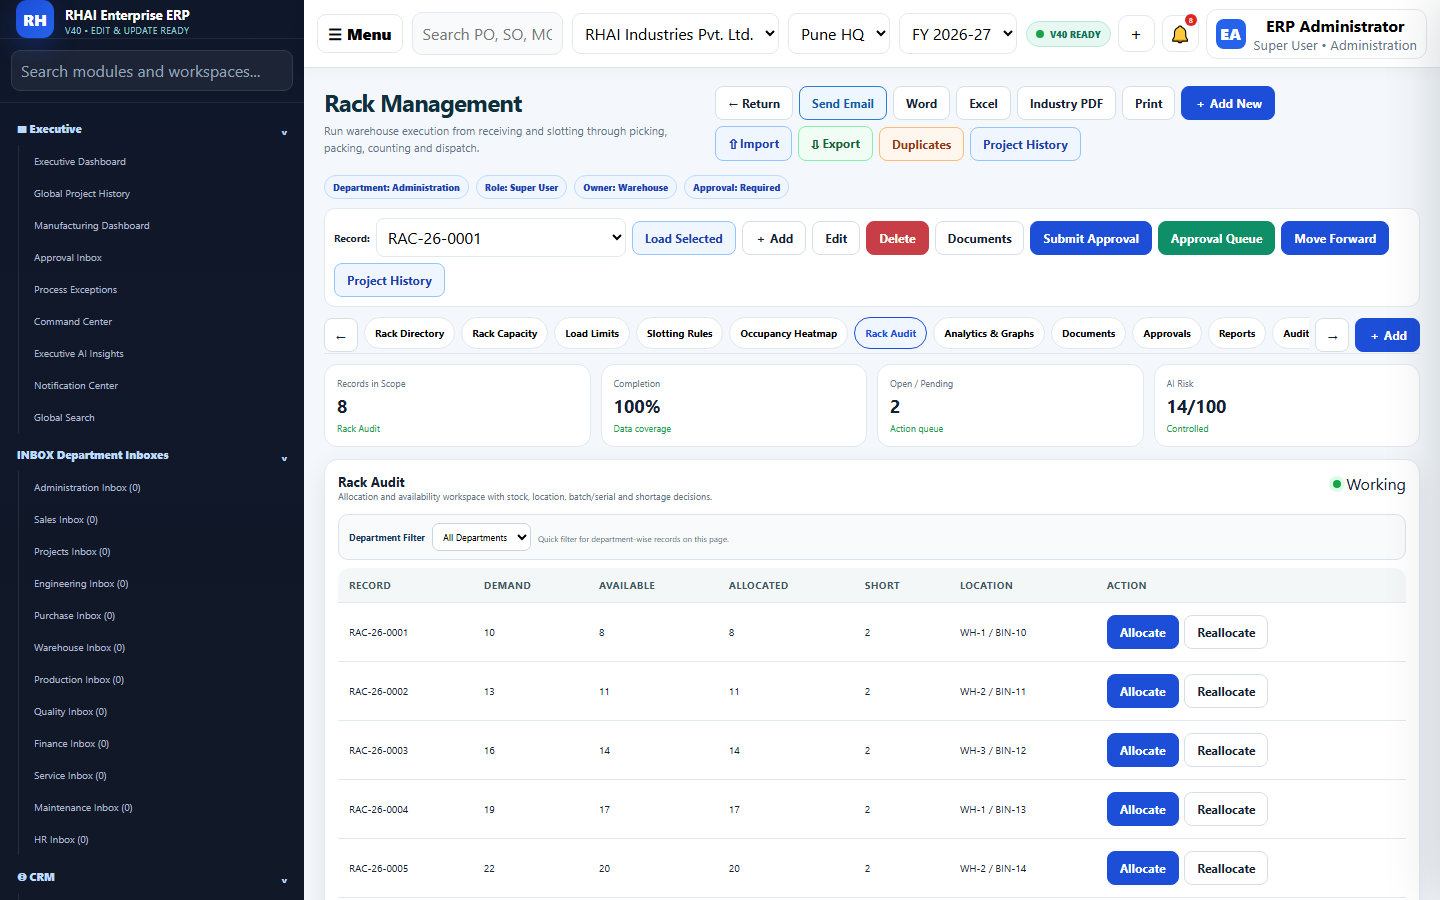 RH
RHAI Enterprise ERP
V40 • EDIT & UPDATE READY
Search modules and workspaces...
Executive
Executive Dashboard
Global Project History
Manufacturing Dashboard
Approval Inbox
Process Exceptions
Command Center
Executive AI Insights
Notification Center
Global Search
INBOX Department Inboxes
Administration Inbox (0)
Sales Inbox (0)
Projects Inbox (0)
Engineering Inbox (0)
Purchase Inbox (0)
Warehouse Inbox (0)
Production Inbox (0)
Quality Inbox (0)
Finance Inbox (0)
Service Inbox (0)
Maintenance Inbox (0)
HR Inbox (0)
CRM
☰ Menu
Search PO, SO, MO
RHAI Industries Pvt. Ltd.
Pune HQ
FY 2026-27
V40 READY
+
8
EA
ERP Administrator
Super User • Administration
Rack Management
Run warehouse execution from receiving and slotting through picking,
packing, counting and dispatch.
← Return
Send Email
Word
Excel
Industry PDF
Print
+ Add New
⇧Import
⇩Export
Duplicates
Project History
Department: Administration
Role: Super User
Owner: Warehouse
Approval: Required
Record:
RAC-26-0001
Load Selected
+ Add
Edit
Delete
Documents
Submit Approval
Approval Queue
Move Forward
Project History
←
Rack Directory
Rack Capacity
Load Limits
Slotting Rules
Occupancy Heatmap
Rack Audit
Analytics & Graphs
Documents
Approvals
Reports
Audit
→
+ Add
Records in Scope
8
Rack Audit
Completion
100%
Data coverage
Open / Pending
2
Action queue
AI Risk
14/100
Controlled
Rack Audit
Allocation and availability workspace with stock, location, batch/serial and shortage decisions.
Working
Department Filter
All Departments
Quick filter for department-wise records on this page.
RECORD DEMAND AVAILABLE ALLOCATED SHORT LOCATION ACTION
RAC-26-0001 10 8 8 2 WH-1 / BIN-10 Allocate Reallocate
RAC-26-0002 13 11 11 2 WH-2 / BIN-11 Allocate Reallocate
RAC-26-0003 16 14 14 2 WH-3 / BIN-12 Allocate Reallocate
RAC-26-0004 19 17 17 2 WH-1 / BIN-13 Allocate Reallocate
RAC-26-0005 22 20 20 2 WH-2 / BIN-14 Allocate Reallocate